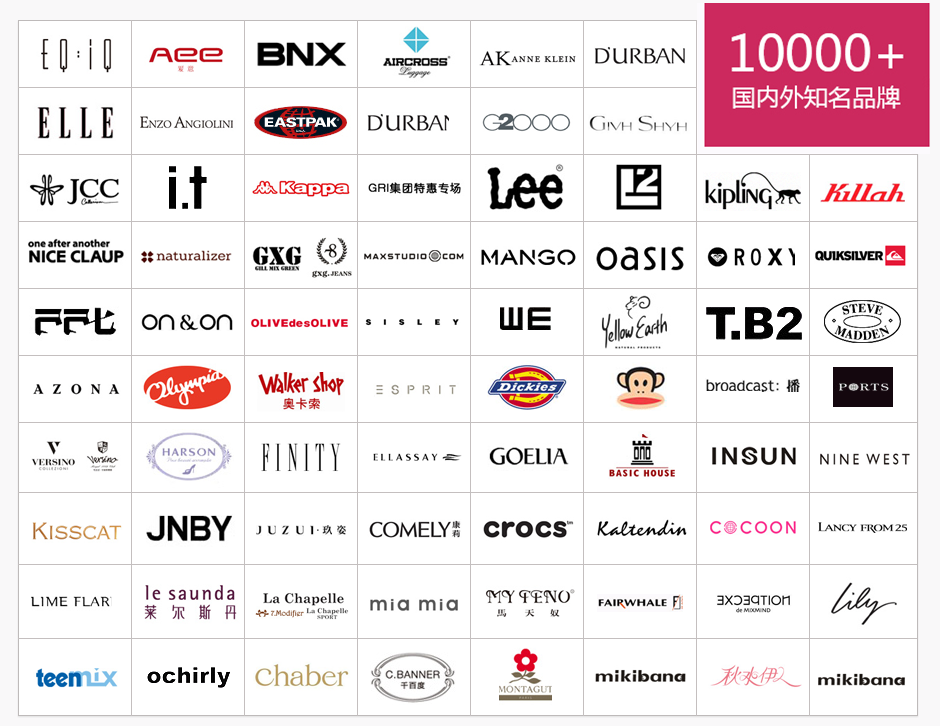 EQ:IQ
Aee
BNX
AIRCROSS®
Luggage
AK ANNE KLEIN
D'URBAN
10000+
国内外知名品牌
ELLE
ENZO ANGIOLINI
EASTPAK®
USA
D'URBAN
G2000
GIVH SHYH
JCC
Collezione
i.t
Kappa
GRI集团特惠专场
Lee®
kipling
Killah
one after another
NICE CLAUP
naturalizer
GXG
GILL MIX GREEN
gxg.JEANS
MAXSTUDIO.COM
MANGO
OASIS
ROXY
QUIKSILVER
ON & ON
OLIVEdesOLIVE
SISLEY
WE
Yellow Earth
NATURAL PRODUCTS
T.B2
STEVE
MADDEN
AZONA
Olympia
Walker Shop
奥卡索
ESPRIT
Dickies
broadcast: 播
PORTS
VERSINO
COLLEZIONI
Versino
HARSON
FINITY
ELLASSAY
GOELIA
BASIC HOUSE
INSUN
NINE WEST
KISSCAT
JNBY
JUZUI·玖姿
COMELY康莉
crocs™
Kaltendin
COCOON
LANCY FROM 25
LIME FLAR
le saunda
莱尔斯丹
La Chapelle
7.Modifier La Chapelle
SPORT
mia mia
MY TENO®
馬天奴
FAIRWHALE
EXCEPTION
de MIXMIND
Lily
teenmix
ochirly
Chaber
C.BANNER
千百度
MONTAGUT
PARIS
mikibana
秋水伊人
mikibana